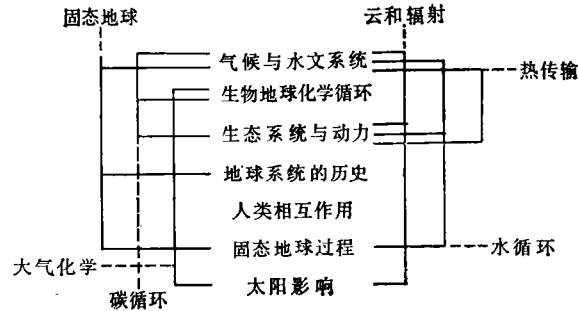 固态地球
云和辐射
气候与水文系统
热传输
生物地球化学循环
生态系统与动力
地球系统的历史
人类相互作用
固态地球过程
水循环
大气化学
太阳影响
碳循环